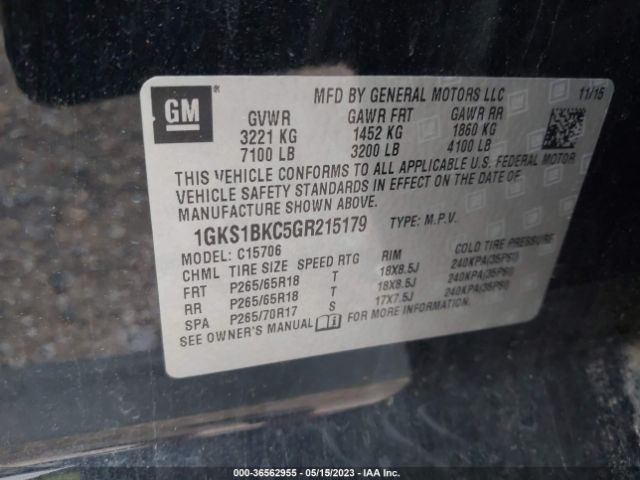 GM
MFD BY GENERAL MOTORS LLC 11/15
GVWR GAWR FRT GAWR RR
3221 KG 1452 KG 1860 KG
7100 LB 3200 LB 4100 LB
THIS VEHICLE CONFORMS TO ALL APPLICABLE U.S. FEDERAL MOTOR
VEHICLE SAFETY STANDARDS IN EFFECT ON THE DATE OF
MANUFACTURE SHOWN ABOVE.
1GKS1BKC5GR215179 TYPE: M.P.V.
MODEL: C15706
CHML TIRE SIZE SPEED RTG RIM COLD TIRE PRESSURE
FRT P265/65R18 T 18X8.5J 240KPA(35PSI)
RR P265/65R18 T 18X8.5J 240KPA(35PSI)
SPA P265/70R17 S 17X7.5J 240KPA(35PSI)
SEE OWNER'S MANUAL FOR MORE INFORMATION.
000-36562955 - 05/15/2023 - IAA Inc.